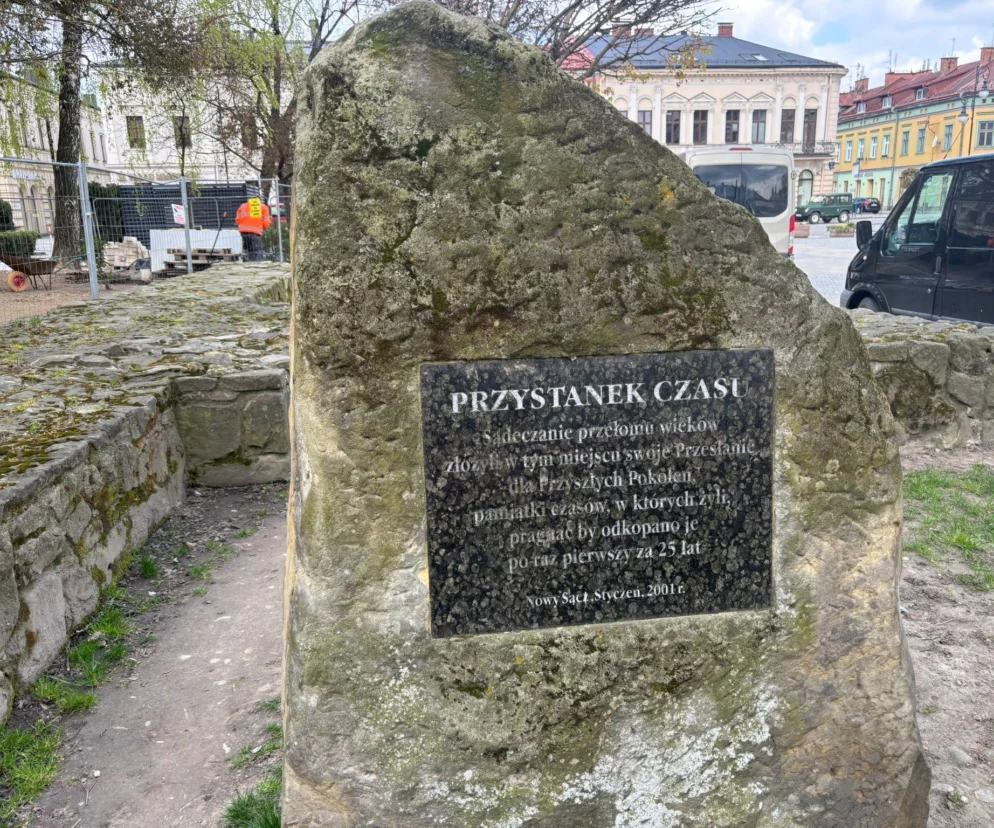 PRZYSTANEK CZASU
Sądeczanie przełomu wieków
złożyli w tym miejscu swoje Przesłanie
dla Przyszłych Pokoleń,
pamiątki czasów, w których żyli,
pragnąc by odkopano je
po raz pierwszy za 25 lat
Nowy Sącz, Styczeń, 2001 r.